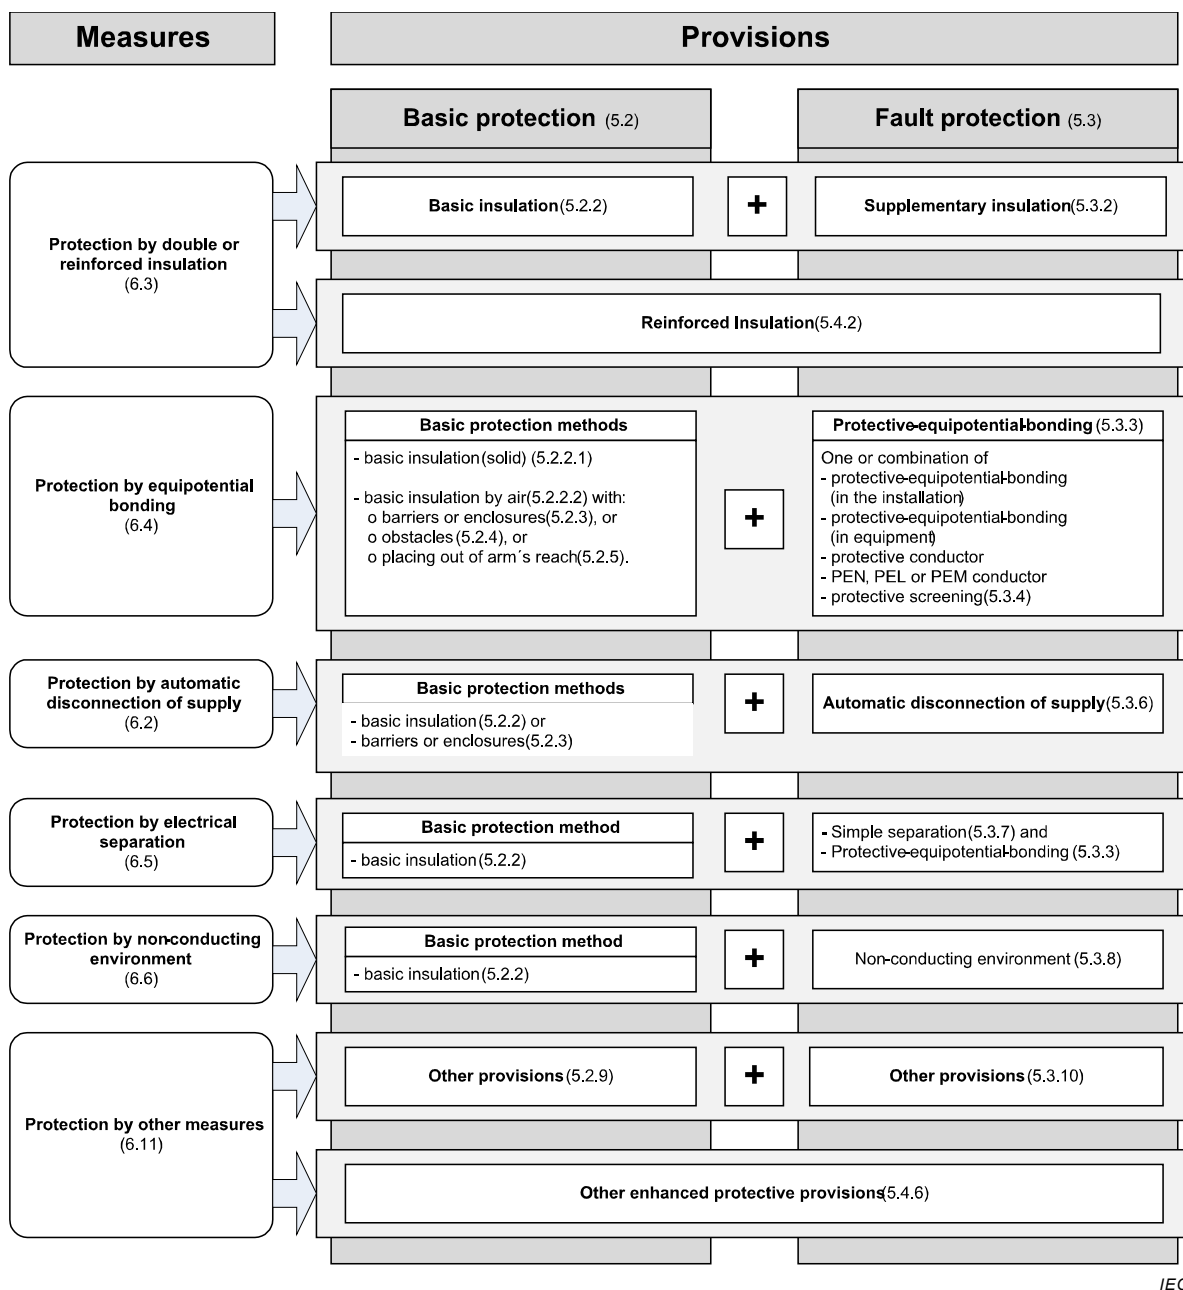 Measures
Provisions
Basic protection (5.2)
Fault protection (5.3)
Protection by double or
reinforced insulation
(6.3)
Basic insulation (5.2.2)
+
Supplementary insulation (5.3.2)
Reinforced Insulation (5.4.2)
Protection by equipotential
bonding
(6.4)
Basic protection methods
- basic insulation (solid) (5.2.2.1)
- basic insulation by air (5.2.2.2) with:
o barriers or enclosures (5.2.3), or
o obstacles (5.2.4), or
o placing out of arm´s reach (5.2.5).
+
Protective-equipotential-bonding (5.3.3)
One or combination of
- protective-equipotential-bonding
(in the installation)
- protective-equipotential-bonding
(in equipment)
- protective conductor
- PEN, PEL or PEM conductor
- protective screening (5.3.4)
Protection by automatic
disconnection of supply
(6.2)
Basic protection methods
- basic insulation (5.2.2) or
- barriers or enclosures (5.2.3)
+
Automatic disconnection of supply (5.3.6)
Protection by electrical
separation
(6.5)
Basic protection method
- basic insulation (5.2.2)
+
- Simple separation (5.3.7) and
- Protective-equipotential-bonding (5.3.3)
Protection by non-conducting
environment
(6.6)
Basic protection method
- basic insulation (5.2.2)
+
Non-conducting environment (5.3.8)
Protection by other measures
(6.11)
Other provisions (5.2.9)
+
Other provisions (5.3.10)
Other enhanced protective provisions (5.4.6)
IEC